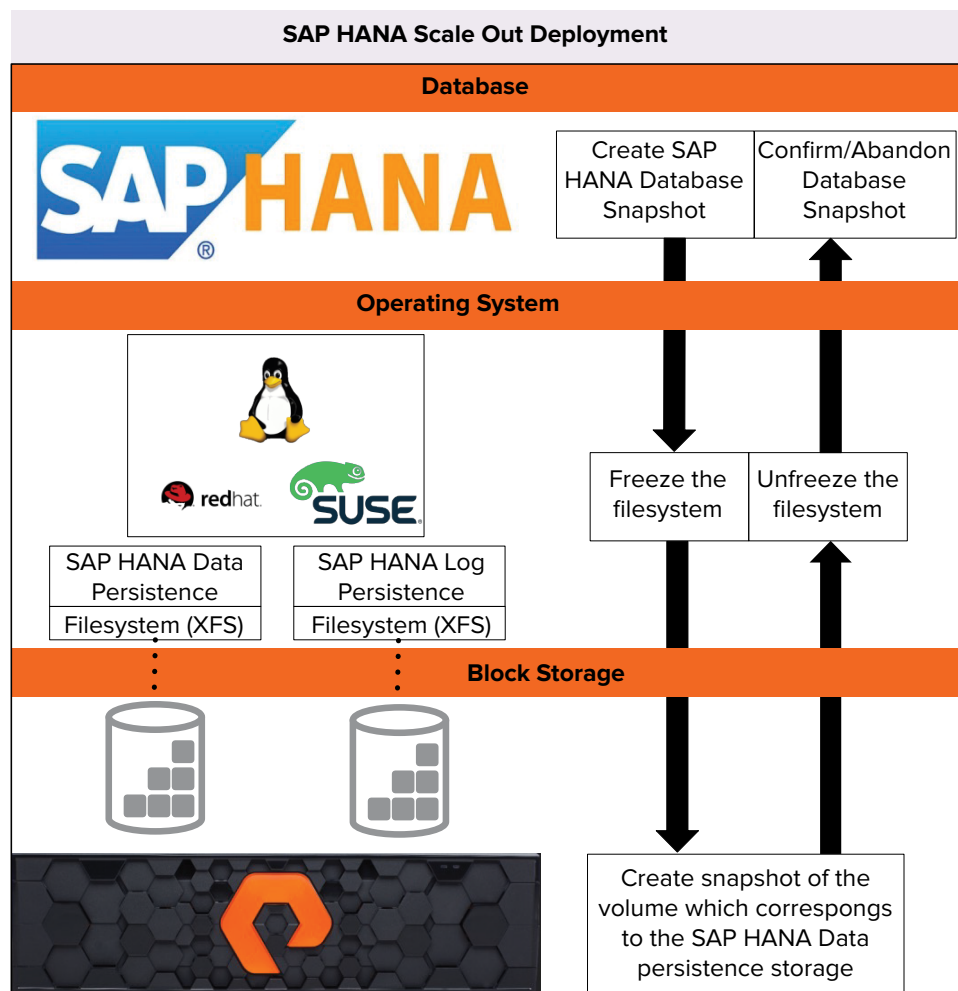 SAP HANA Scale Out Deployment
Database
SAP HANA
®
Create SAP
HANA Database
Snapshot
Confirm/Abandon
Database
Snapshot
Operating System
redhat.
SUSE.
Freeze the
filesystem
Unfreeze the
filesystem
SAP HANA Data
Persistence
Filesystem (XFS)
SAP HANA Log
Persistence
Filesystem (XFS)
Block Storage
Create snapshot of the
volume which correspongs
to the SAP HANA Data
persistence storage